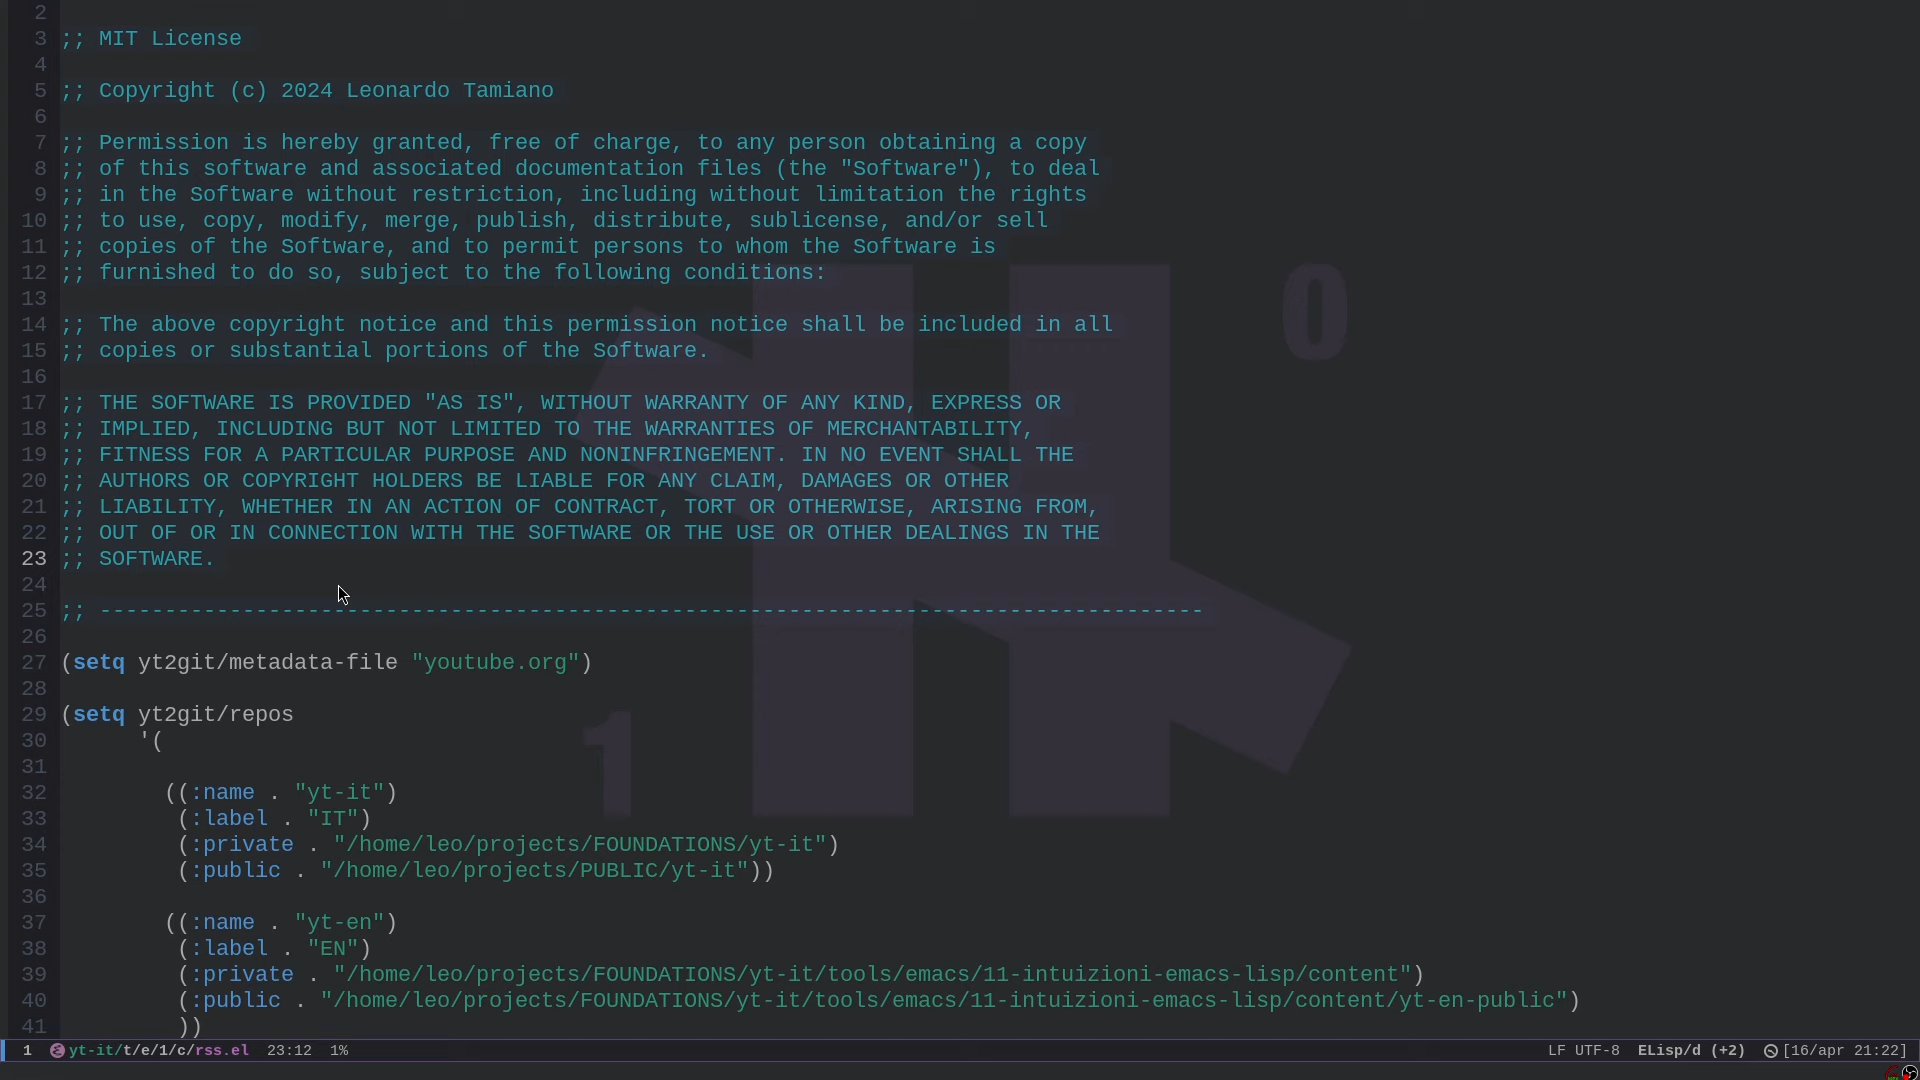 2
3 ;; MIT License
4
5 ;; Copyright (c) 2024 Leonardo Tamiano
6
7 ;; Permission is hereby granted, free of charge, to any person obtaining a copy
8 ;; of this software and associated documentation files (the "Software"), to deal
9 ;; in the Software without restriction, including without limitation the rights
10 ;; to use, copy, modify, merge, publish, distribute, sublicense, and/or sell
11 ;; copies of the Software, and to permit persons to whom the Software is
12 ;; furnished to do so, subject to the following conditions:
13
14 ;; The above copyright notice and this permission notice shall be included in all
15 ;; copies or substantial portions of the Software.
16
17 ;; THE SOFTWARE IS PROVIDED "AS IS", WITHOUT WARRANTY OF ANY KIND, EXPRESS OR
18 ;; IMPLIED, INCLUDING BUT NOT LIMITED TO THE WARRANTIES OF MERCHANTABILITY,
19 ;; FITNESS FOR A PARTICULAR PURPOSE AND NONINFRINGEMENT. IN NO EVENT SHALL THE
20 ;; AUTHORS OR COPYRIGHT HOLDERS BE LIABLE FOR ANY CLAIM, DAMAGES OR OTHER
21 ;; LIABILITY, WHETHER IN AN ACTION OF CONTRACT, TORT OR OTHERWISE, ARISING FROM,
22 ;; OUT OF OR IN CONNECTION WITH THE SOFTWARE OR THE USE OR OTHER DEALINGS IN THE
23 ;; SOFTWARE.
24
25 ;; -------------------------------------------------------------------------------------
26
27 (setq yt2git/metadata-file "youtube.org")
28
29 (setq yt2git/repos
30       '(
31
32         ((:name . "yt-it")
33          (:label . "IT")
34          (:private . "/home/leo/projects/FOUNDATIONS/yt-it")
35          (:public . "/home/leo/projects/PUBLIC/yt-it"))
36
37         ((:name . "yt-en")
38          (:label . "EN")
39          (:private . "/home/leo/projects/FOUNDATIONS/yt-it/tools/emacs/11-intuizioni-emacs-lisp/content")
40          (:public . "/home/leo/projects/FOUNDATIONS/yt-it/tools/emacs/11-intuizioni-emacs-lisp/content/yt-en-public")
41          ))
1 yt-it/t/e/1/c/rss.el 23:12 1% LF UTF-8 ELisp/d (+2) [16/apr 21:22]
0
1